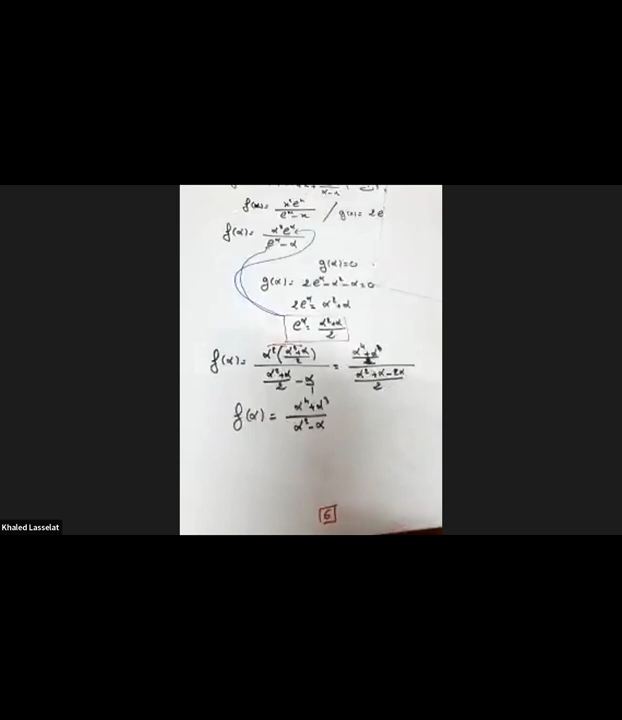 f(x) = x²eˣ / (eˣ - x) / g(x) = 2e
f(α) = α²e^α / (e^α - α)
g(α) = 0
g(α) = 2e^α - α² - α = 0
2e^α = α² + α
e^α = (α² + α) / 2
f(α) = α²((α² + α) / 2) / ((α² + α) / 2 - α / 1) = ((α⁴ + α³) / 2) / ((α² + α - 2α) / 2)
f(α) = (α⁴ + α³) / (α² - α)
6
Khaled Lasselat